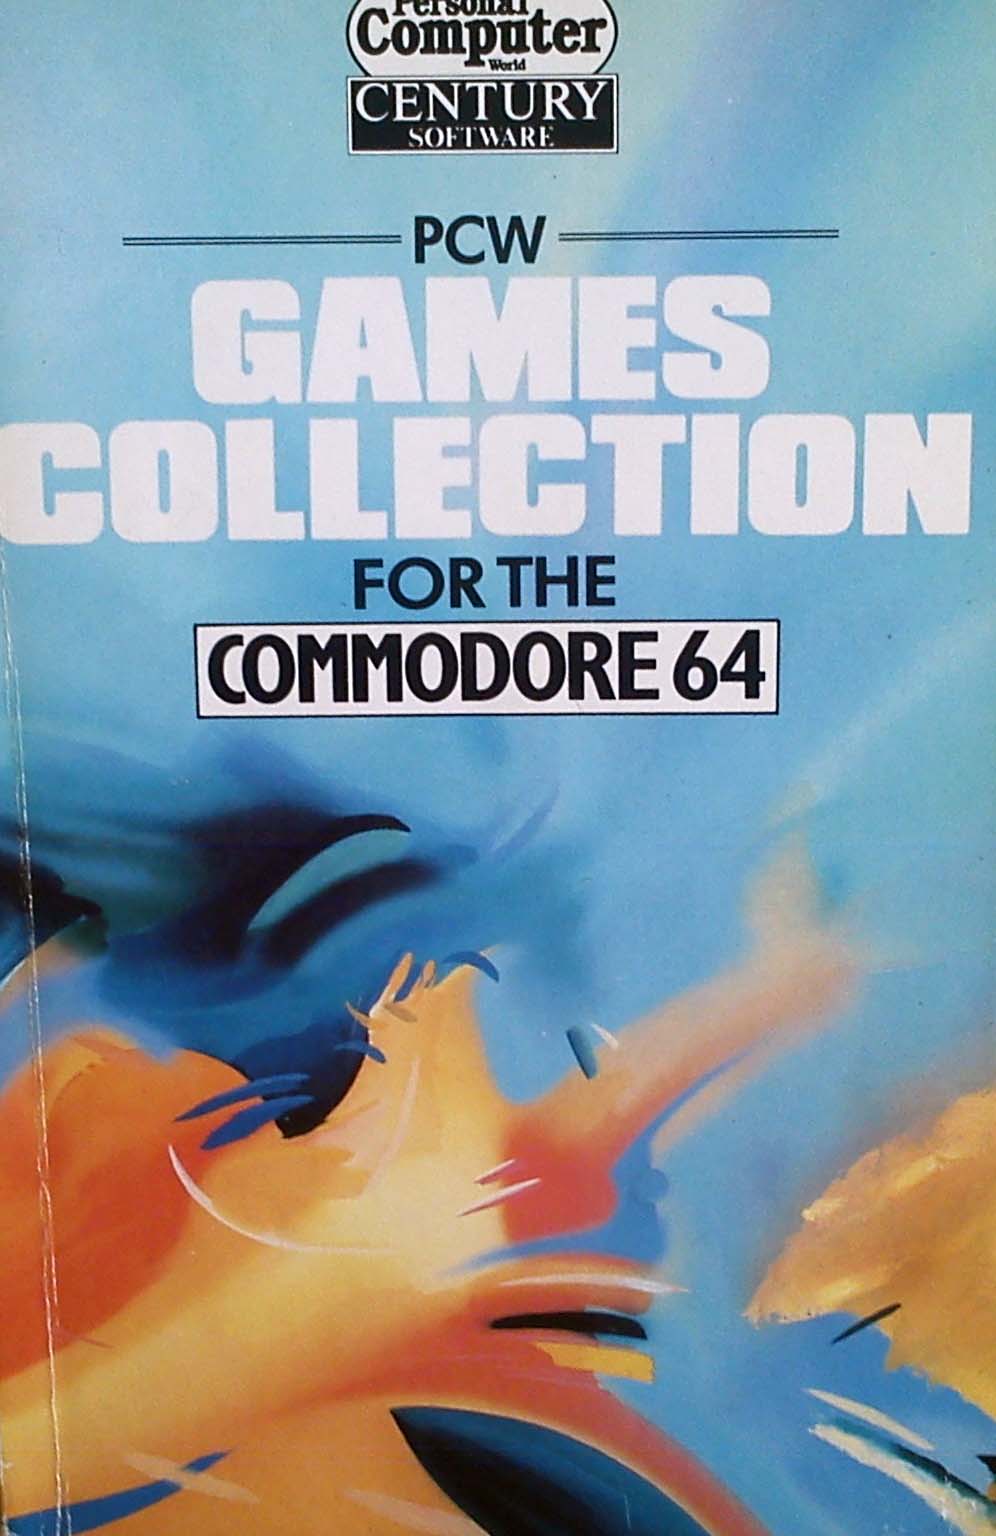 Personal
Computer
World
CENTURY
SOFTWARE
PCW
GAMES
COLLECTION
FOR THE
COMMODORE 64